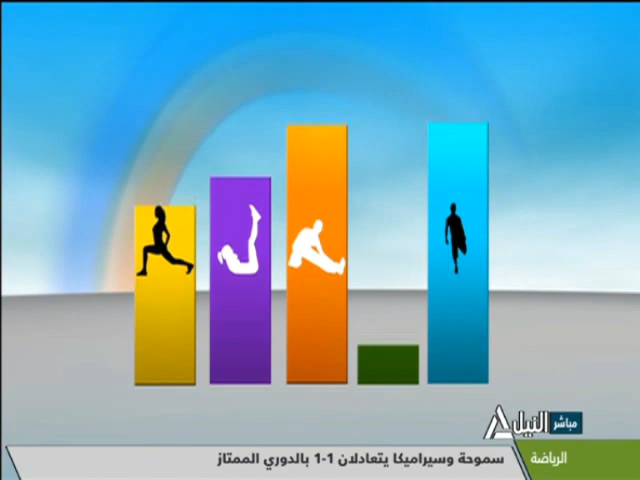 النيل مباشر
الرياضة
سموحة وسيراميكا يتعادلان 1-1 بالدوري الممتاز